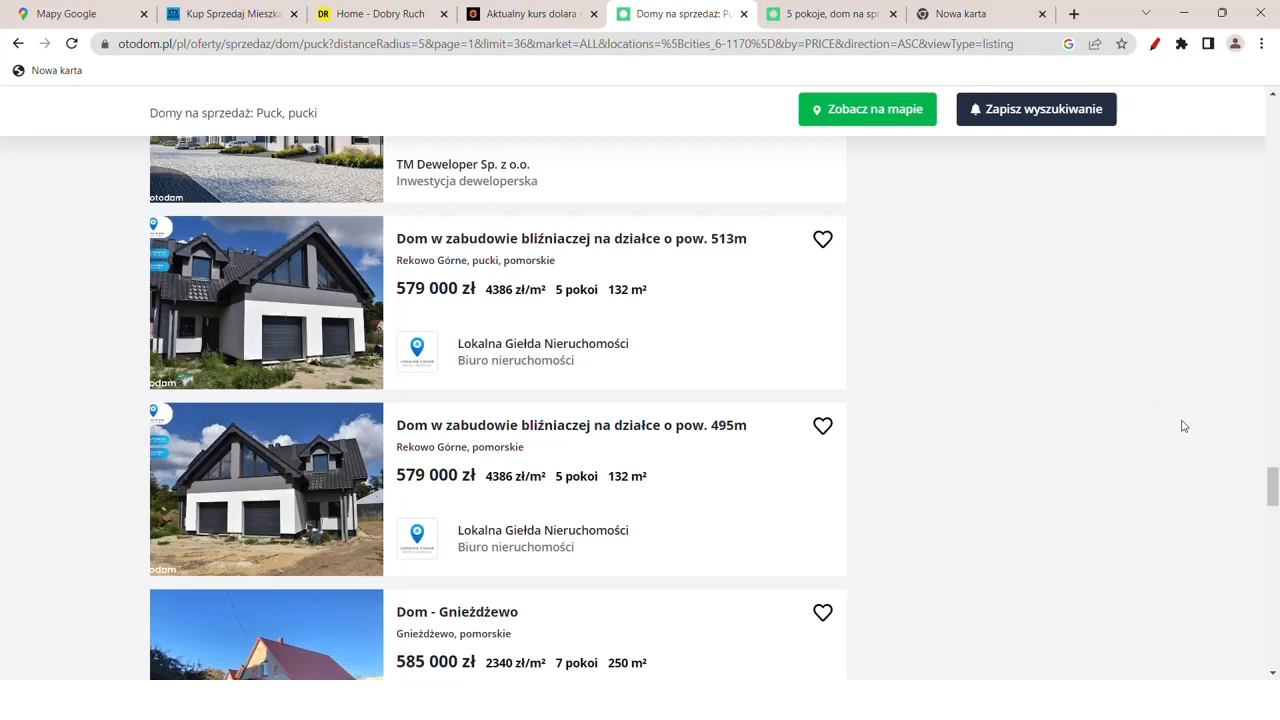 Mapy Google
Kup Sprzedaj Mieszka
Home - Dobry Ruch
Aktualny kurs dolara
Domy na sprzedaż: Pu
5 pokoje, dom na spr
Nowa karta
otodom.pl/pl/oferty/sprzedaz/dom/puck?distanceRadius=5&page=1&limit=36&market=ALL&locations=%5Bcities_6-1170%5D&by=PRICE&direction=ASC&viewType=listing
Nowa karta
Domy na sprzedaż: Puck, pucki
Zobacz na mapie
Zapisz wyszukiwanie
TM Deweloper Sp. z o.o.
Inwestycja deweloperska
otodom
Dom w zabudowie bliźniaczej na działce o pow. 513m
Rekowo Górne, pucki, pomorskie
579 000 zł 4386 zł/m² 5 pokoi 132 m²
Lokalna Giełda Nieruchomości
Biuro nieruchomości
otodom
Dom w zabudowie bliźniaczej na działce o pow. 495m
Rekowo Górne, pomorskie
579 000 zł 4386 zł/m² 5 pokoi 132 m²
Lokalna Giełda Nieruchomości
Biuro nieruchomości
otodom
Dom - Gnieżdżewo
Gnieżdżewo, pomorskie
585 000 zł 2340 zł/m² 7 pokoi 250 m²